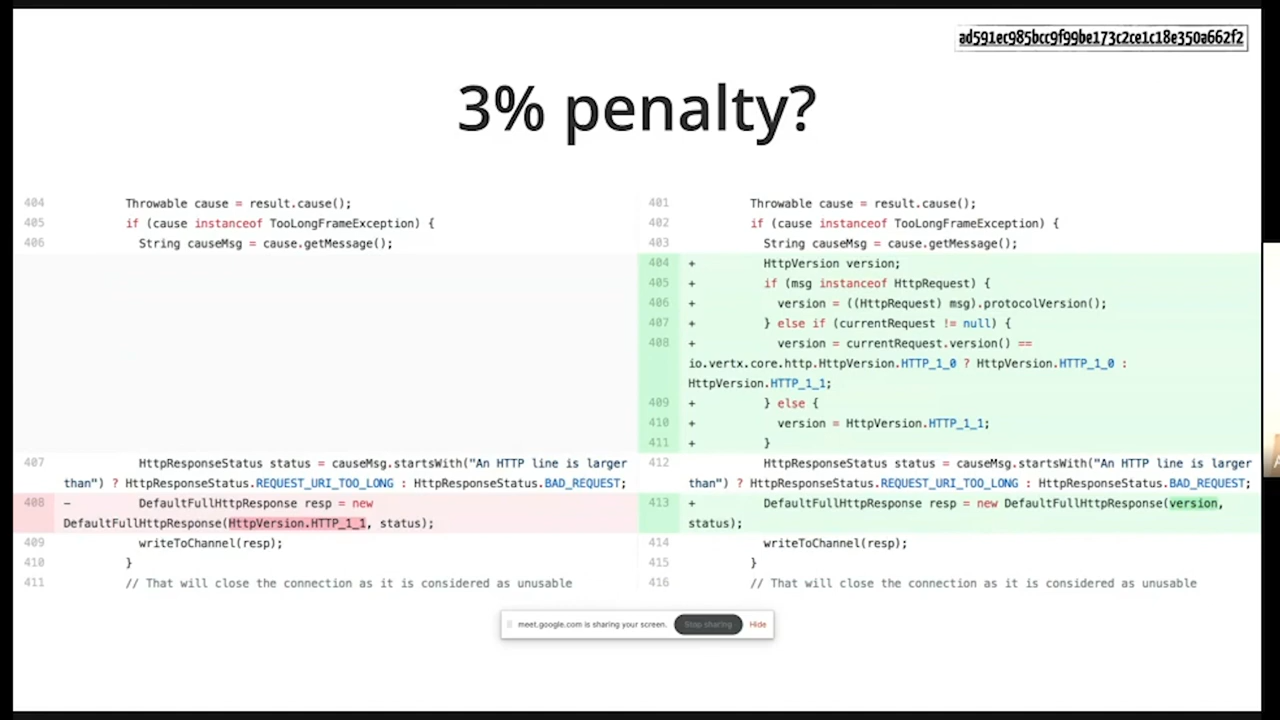 ad591ec985bcc9f99be173c2ce1c18e350a662f2
3% penalty?
404 Throwable cause = result.cause();
405 if (cause instanceof TooLongFrameException) {
406 String causeMsg = cause.getMessage();
407 HttpResponseStatus status = causeMsg.startsWith("An HTTP line is larger
than") ? HttpResponseStatus.REQUEST_URI_TOO_LONG : HttpResponseStatus.BAD_REQUEST;
408 - DefaultFullHttpResponse resp = new
DefaultFullHttpResponse(HttpVersion.HTTP_1_1, status);
409 writeToChannel(resp);
410 }
411 // That will close the connection as it is considered as unusable
401 Throwable cause = result.cause();
402 if (cause instanceof TooLongFrameException) {
403 String causeMsg = cause.getMessage();
404 + HttpVersion version;
405 + if (msg instanceof HttpRequest) {
406 + version = ((HttpRequest) msg).protocolVersion();
407 + } else if (currentRequest != null) {
408 + version = currentRequest.version() ==
io.vertx.core.http.HttpVersion.HTTP_1_0 ? HttpVersion.HTTP_1_0 :
HttpVersion.HTTP_1_1;
409 + } else {
410 + version = HttpVersion.HTTP_1_1;
411 + }
412 HttpResponseStatus status = causeMsg.startsWith("An HTTP line is larger
than") ? HttpResponseStatus.REQUEST_URI_TOO_LONG : HttpResponseStatus.BAD_REQUEST;
413 + DefaultFullHttpResponse resp = new DefaultFullHttpResponse(version,
status);
414 writeToChannel(resp);
415 }
416 // That will close the connection as it is considered as unusable
meet.google.com is sharing your screen. Stop sharing Hide